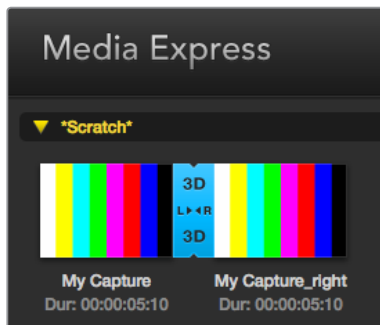 Media Express
*Scratch*
3D
L R
3D
My Capture
My Capture_right
Dur: 00:00:05:10
Dur: 00:00:05:10